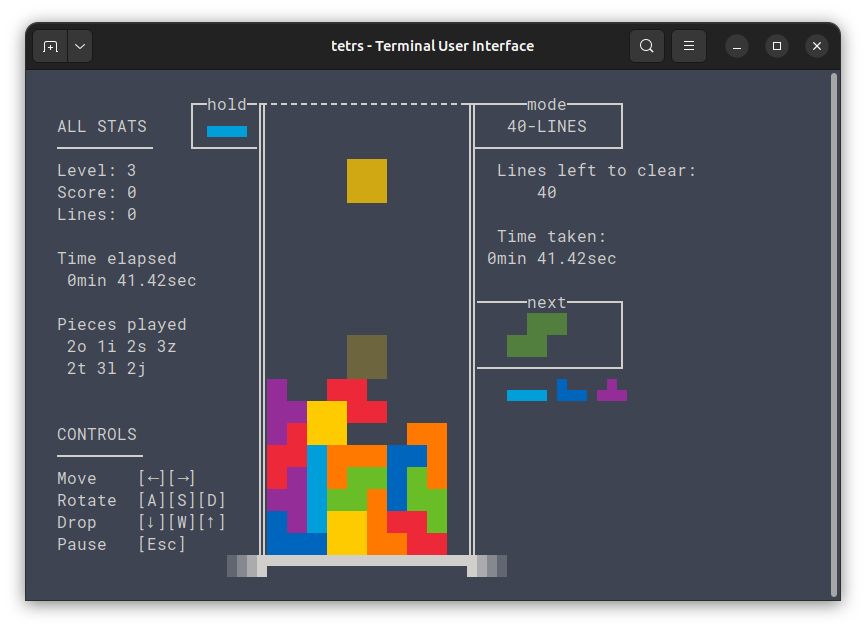 tetrs - Terminal User Interface
hold
mode
ALL STATS
40-LINES
Level: 3
Score: 0
Lines: 0
Lines left to clear:
40
Time elapsed
0min 41.42sec
Time taken:
0min 41.42sec
Pieces played
2o 1i 2s 3z
2t 3l 2j
next
CONTROLS
Move [←][→]
Rotate [A][S][D]
Drop [↓][W][↑]
Pause [Esc]